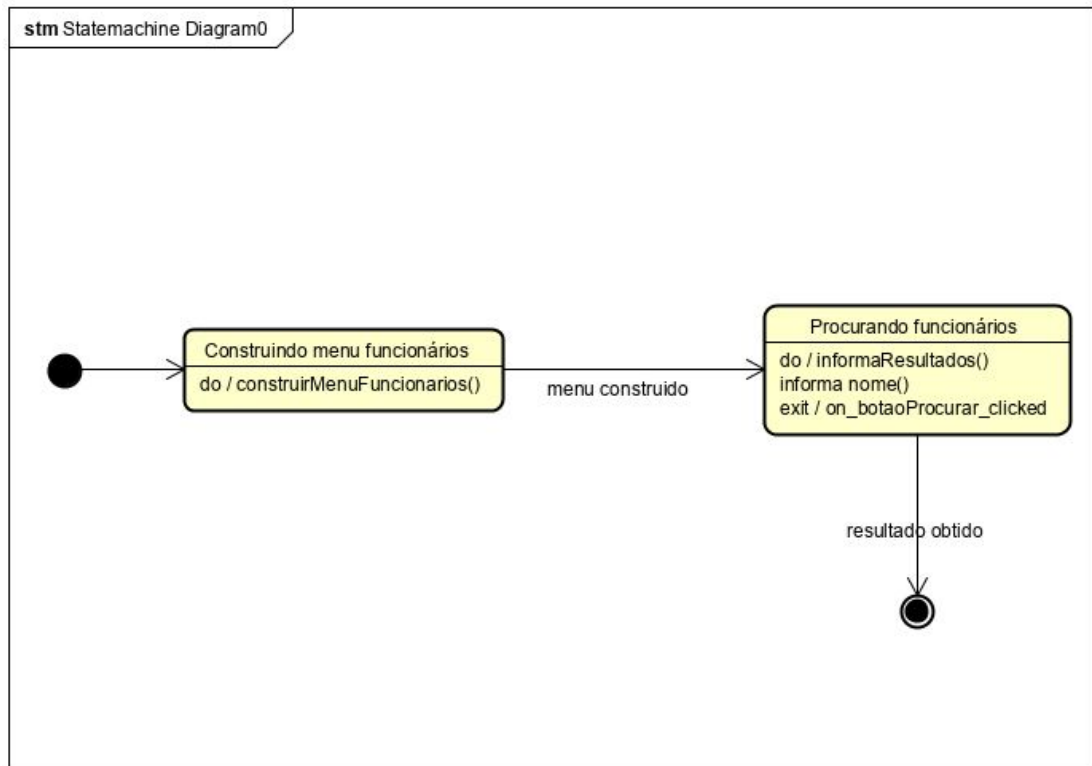 stm Statemachine Diagram0
Construindo menu funcionários
do / construirMenuFuncionarios()
menu construido
Procurando funcionários
do / informaResultados()
informa nome()
exit / on_botaoProcurar_clicked
resultado obtido